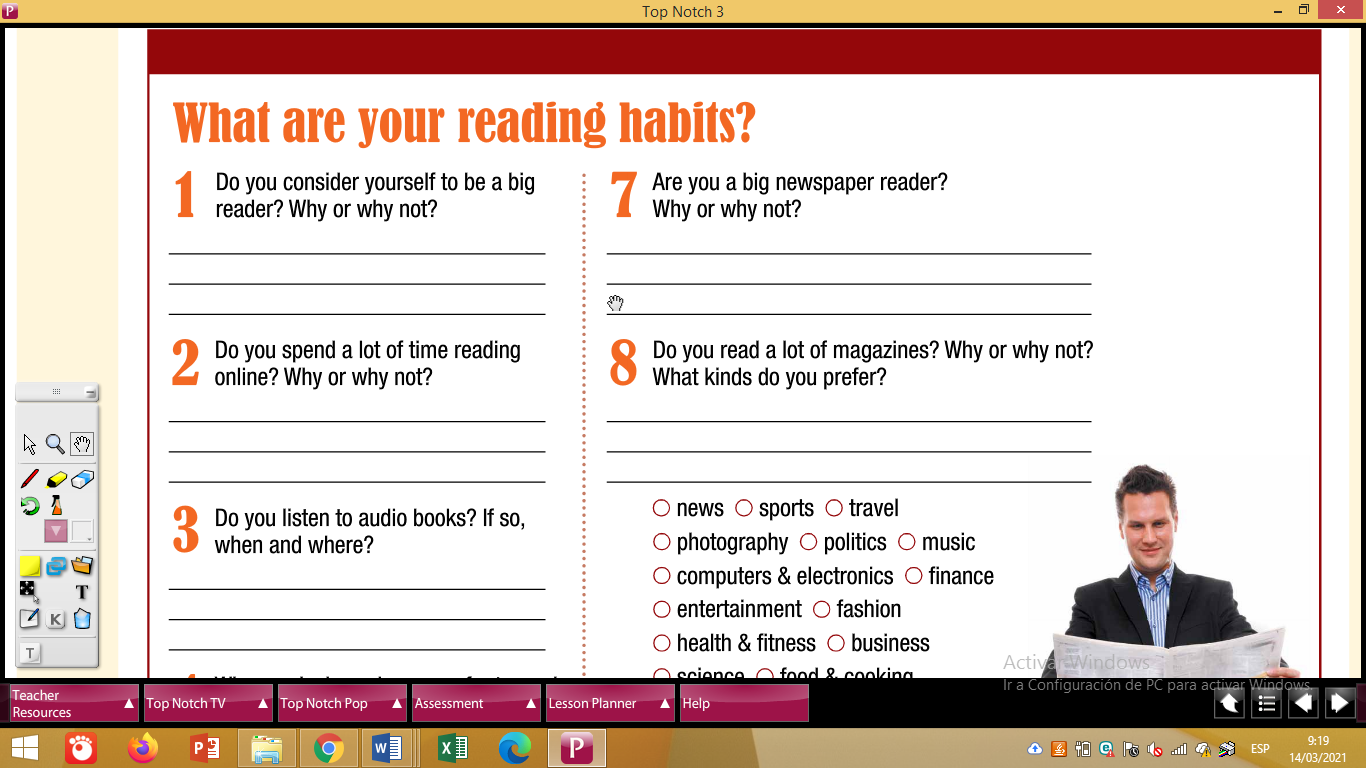 Top Notch 3
What are your reading habits?
1 Do you consider yourself to be a big
reader? Why or why not?
2 Do you spend a lot of time reading
online? Why or why not?
3 Do you listen to audio books? If so,
when and where?
7 Are you a big newspaper reader?
Why or why not?
8 Do you read a lot of magazines? Why or why not?
What kinds do you prefer?
news sports travel
photography politics music
computers & electronics finance
entertainment fashion
health & fitness business
science food & cooking
T
K
T
Activar Windows
Ir a Configuración de PC para activar Windows.
Teacher
Resources
Top Notch TV
Top Notch Pop
Assessment
Lesson Planner
Help
ESP
9:19
14/03/2021